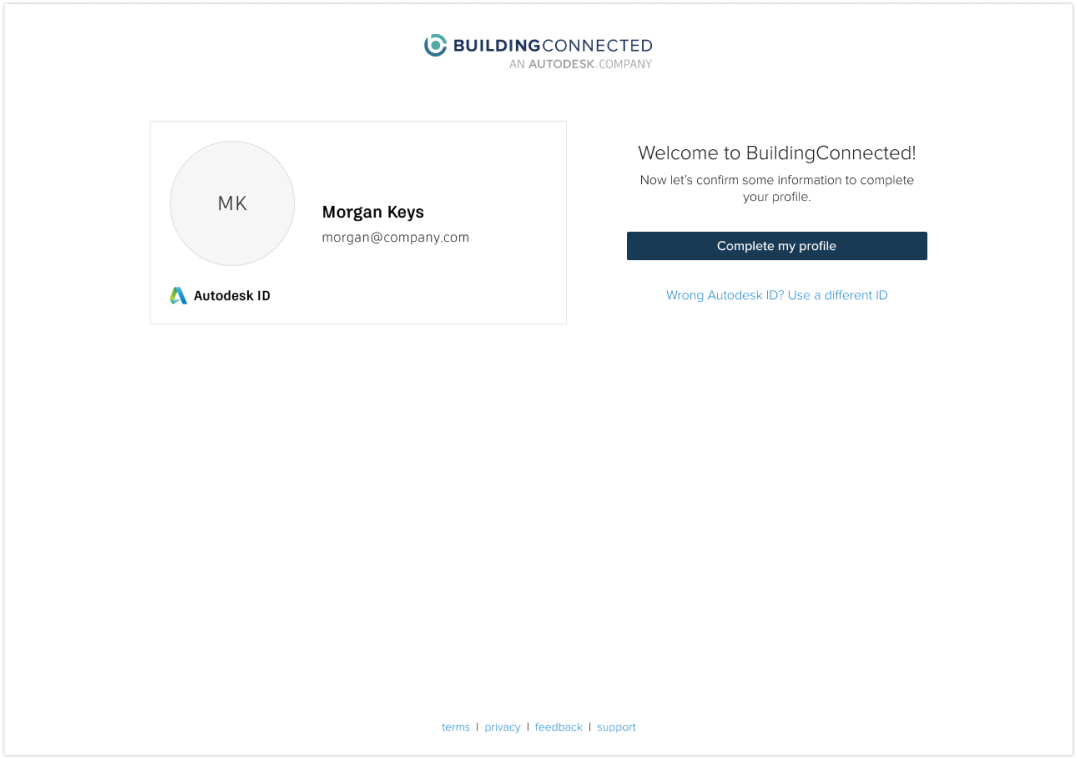 BUILDINGCONNECTED
AN AUTODESK. COMPANY
MK
Morgan Keys
morgan@company.com
Autodesk ID
Welcome to BuildingConnected!
Now let's confirm some information to complete
your profile.
Complete my profile
Wrong Autodesk ID? Use a different ID
terms | privacy | feedback | support